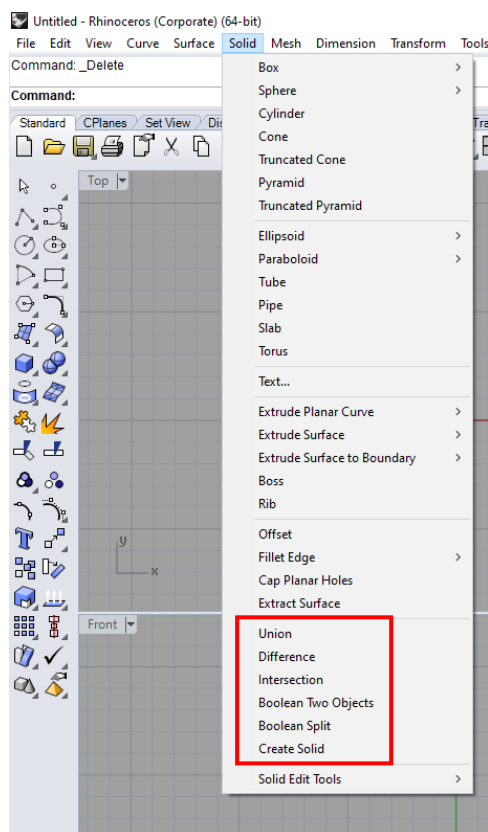 Untitled - Rhinoceros (Corporate) (64-bit)
File Edit View Curve Surface Solid Mesh Dimension Transform Tools
Command: _Delete
Command:
Standard CPlanes Set View
Top
Box
Sphere
Cylinder
Cone
Truncated Cone
Pyramid
Truncated Pyramid
Ellipsoid
Paraboloid
Tube
Pipe
Slab
Torus
Text...
Extrude Planar Curve
Extrude Surface
Extrude Surface to Boundary
Boss
Rib
Offset
Fillet Edge
Cap Planar Holes
Extract Surface
y
x
Front
Union
Difference
Intersection
Boolean Two Objects
Boolean Split
Create Solid
Solid Edit Tools